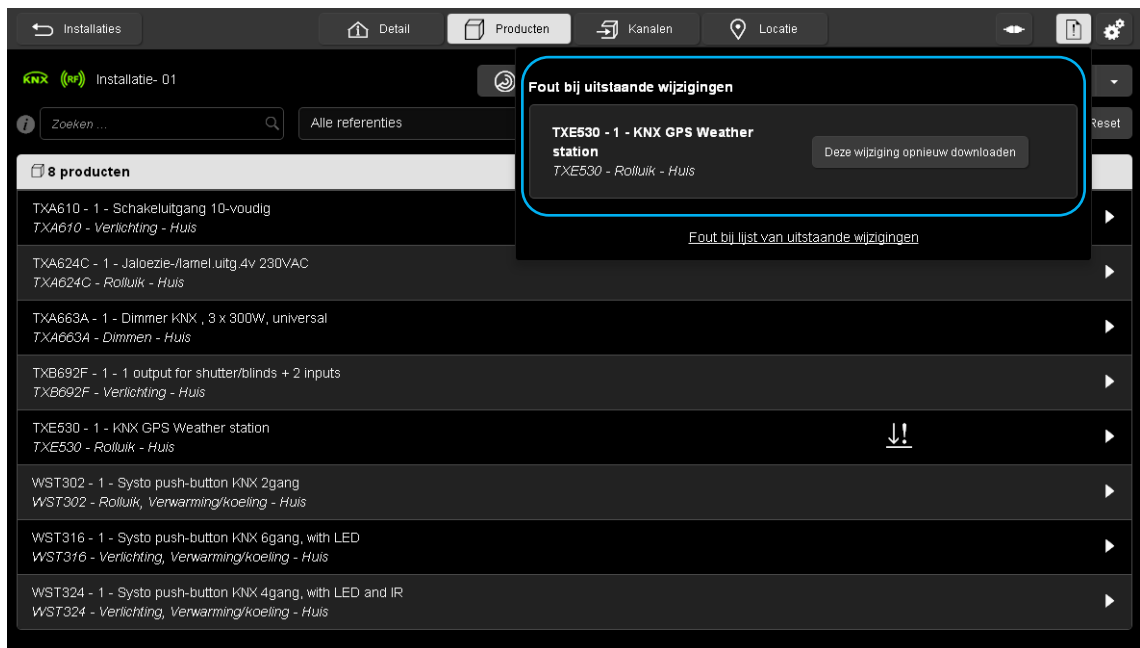 Installaties
Detail
Producten
Kanalen
Locatie
KNX
RF
Installatie- 01
Zoeken ...
Alle referenties
Reset
Fout bij uitstaande wijzigingen
TXE530 - 1 - KNX GPS Weather
station
TXE530 - Rolluik - Huis
Deze wijziging opnieuw downloaden
Fout bij lijst van uitstaande wijzigingen
8 producten
TXA610 - 1 - Schakeluitgang 10-voudig
TXA610 - Verlichting - Huis
TXA624C - 1 - Jaloezie-/lamel.uitg.4v 230VAC
TXA624C - Rolluik - Huis
TXA663A - 1 - Dimmer KNX , 3 x 300W, universal
TXA663A - Dimmen - Huis
TXB692F - 1 - 1 output for shutter/blinds + 2 inputs
TXB692F - Verlichting - Huis
TXE530 - 1 - KNX GPS Weather station
TXE530 - Rolluik - Huis
WST302 - 1 - Systo push-button KNX 2gang
WST302 - Rolluik, Verwarming/koeling - Huis
WST316 - 1 - Systo push-button KNX 6gang, with LED
WST316 - Verlichting, Verwarming/koeling - Huis
WST324 - 1 - Systo push-button KNX 4gang, with LED and IR
WST324 - Verlichting, Verwarming/koeling - Huis